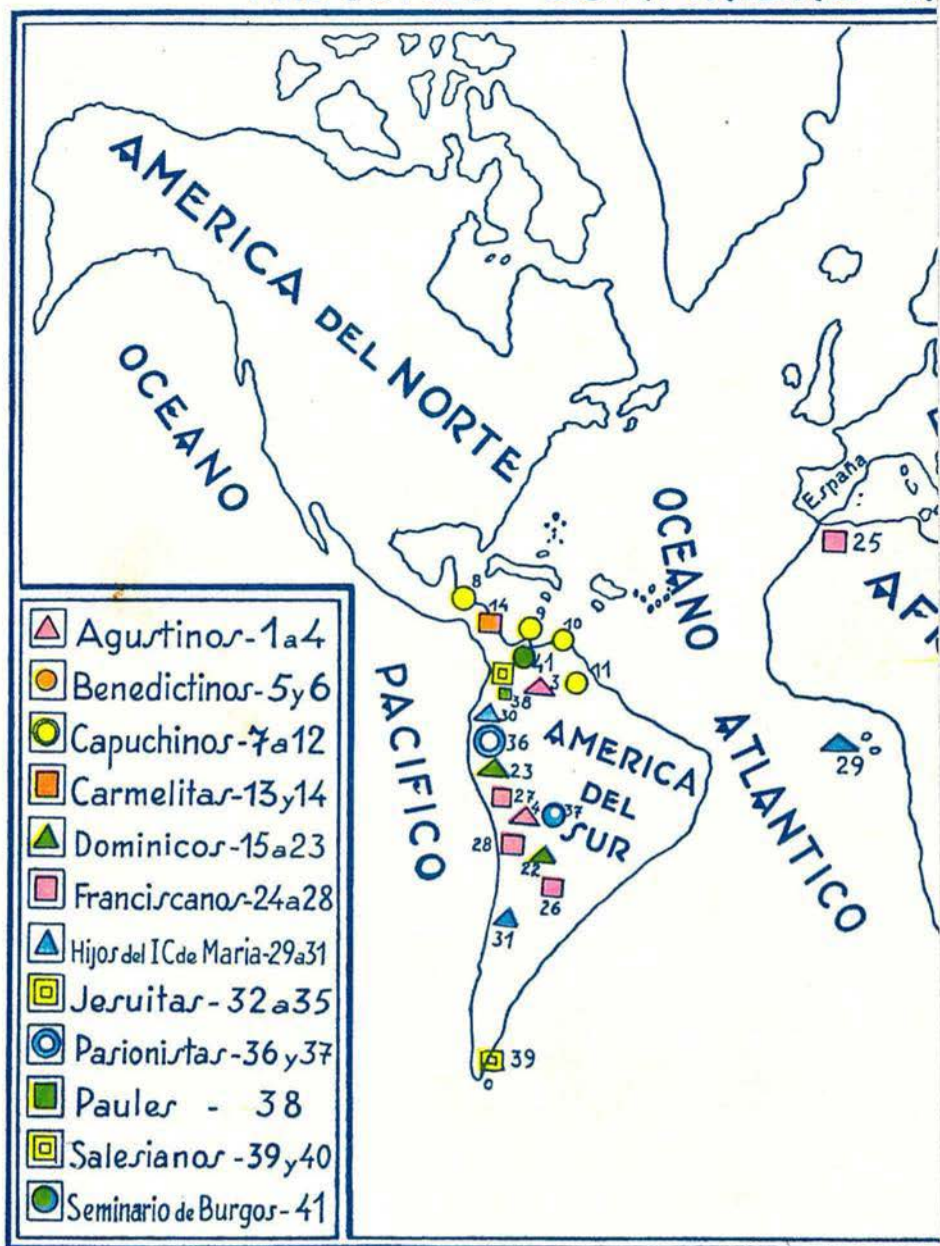 AMERICA DEL NORTE
OCEANO
PACIFICO
OCEANO
ATLANTICO
España
25
8
14
9
10
41
3
11
38
30
36
AMERICA
DEL
SUR
23
27
4
37
28
22
26
31
39
29
Agustinos-1a4
Benedictinos-5y6
Capuchinos-7a12
Carmelitas-13y14
Dominicos-15a23
Franciscanos-24a28
Hijos del IC de Maria-29a31
Jesuitas-32a35
Pasionistas-36y37
Paules - 38
Salesianos-39y40
Seminario de Burgos-41